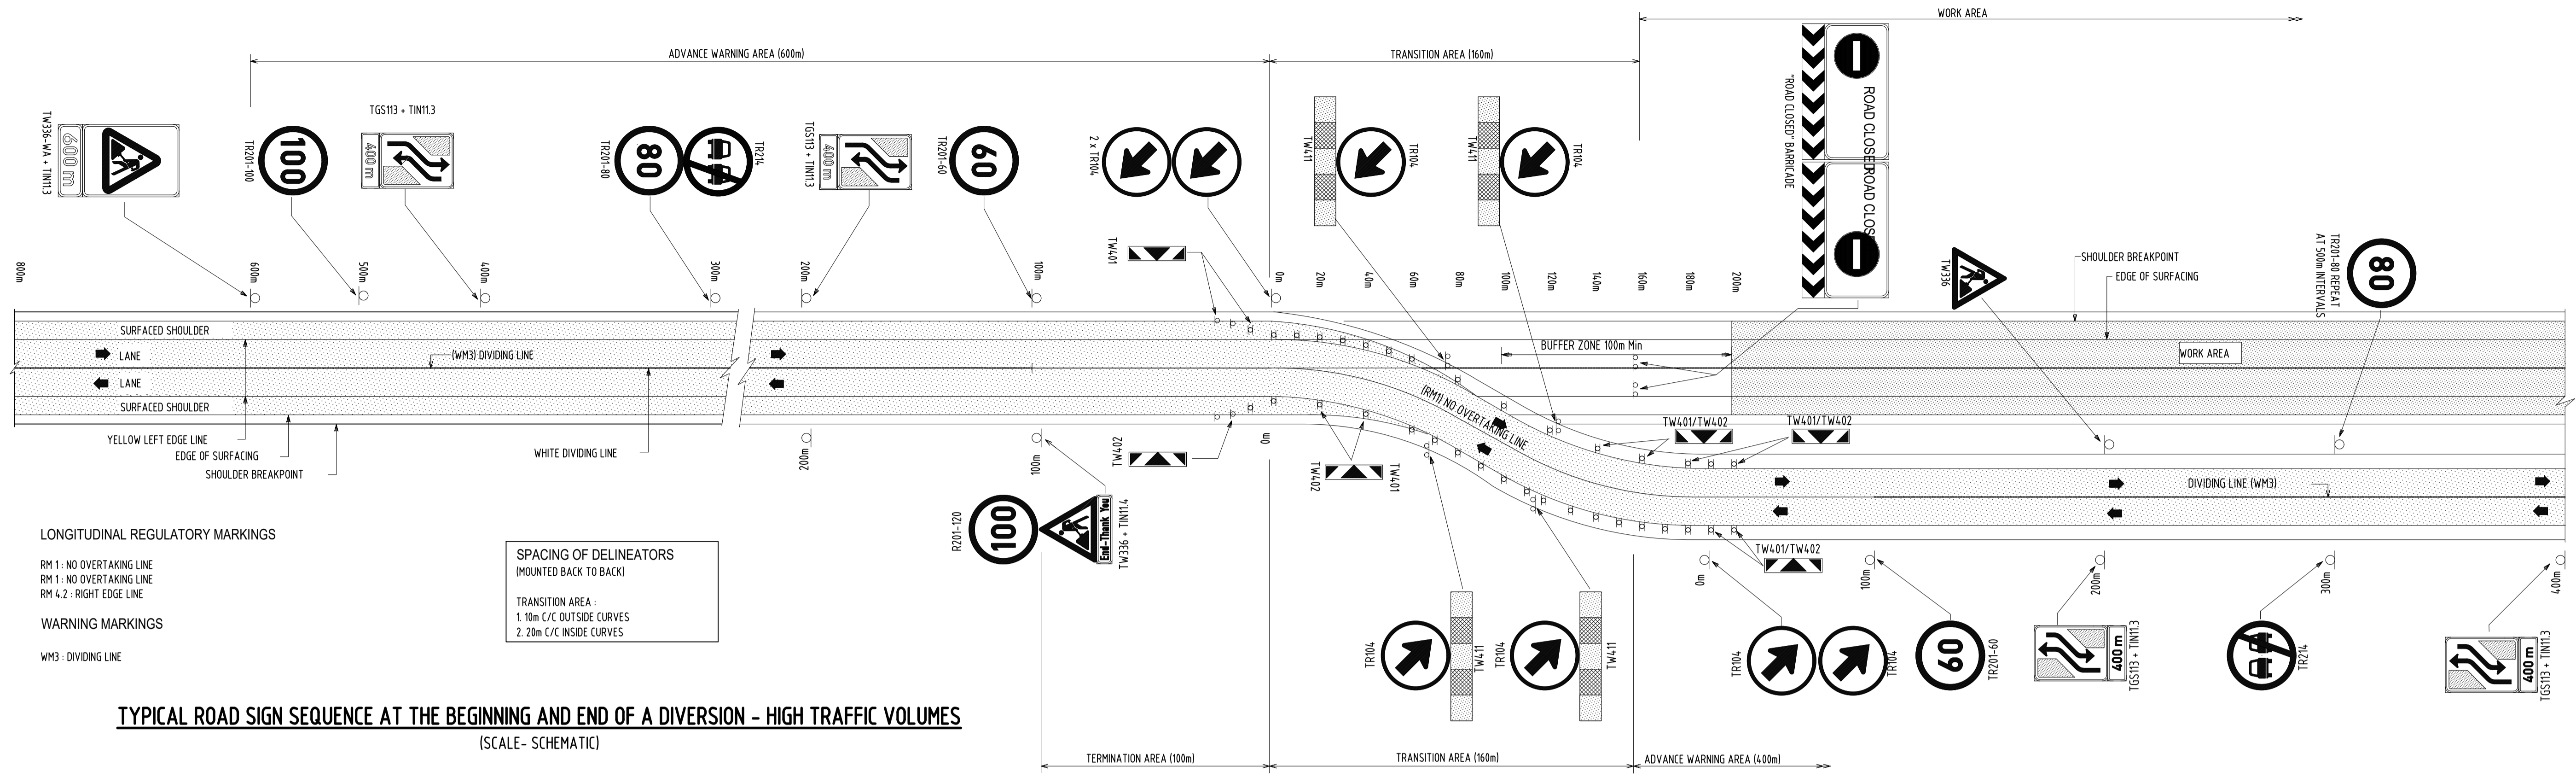 WORK AREA
ADVANCE WARNING AREA (600m)
TRANSITION AREA (160m)
TW336-WA + TIN11.3
600 m
TR201-100
100
TGS113 + TIN11.3
400 m
TR201-80
80
TR214
TGS113 + TIN11.3
400 m
TR201-60
60
2 x TR104
TW411
TR104
TW411
TR104
"ROAD CLOSED" BARRICADE
ROAD CLOSED
ROAD CLOSED
TW336
TR201-80 REPEAT
AT 500m INTERVALS
80
SHOULDER BREAKPOINT
EDGE OF SURFACING
TW401
800m
600m
500m
400m
300m
200m
100m
0m
20m
40m
60m
80m
100m
120m
140m
160m
180m
200m
SURFACED SHOULDER
LANE
(WM3) DIVIDING LINE
LANE
SURFACED SHOULDER
BUFFER ZONE 100m Min
WORK AREA
(RM1) NO OVERTAKING LINE
YELLOW LEFT EDGE LINE
EDGE OF SURFACING
SHOULDER BREAKPOINT
WHITE DIVIDING LINE
200m
100m
0m
TW402
TW402
TW401
TW401/TW402
TW401/TW402
DIVIDING LINE (WM3)
R201-120
100
End-Thank You
TW336 + TIN11.4
TW401/TW402
0m
100m
200m
300m
400m
LONGITUDINAL REGULATORY MARKINGS
RM 1 : NO OVERTAKING LINE
RM 1 : NO OVERTAKING LINE
RM 4.2 : RIGHT EDGE LINE
WARNING MARKINGS
WM3 : DIVIDING LINE
SPACING OF DELINEATORS
(MOUNTED BACK TO BACK)
TRANSITION AREA :
1. 10m C/C OUTSIDE CURVES
2. 20m C/C INSIDE CURVES
TR104
TW411
TR104
TW411
TR104
TR104
60
TR201-60
400 m
TGS113 + TIN11.3
TR214
400 m
TGS113 + TIN11.3
TYPICAL ROAD SIGN SEQUENCE AT THE BEGINNING AND END OF A DIVERSION - HIGH TRAFFIC VOLUMES
(SCALE- SCHEMATIC)
TERMINATION AREA (100m)
TRANSITION AREA (160m)
ADVANCE WARNING AREA (400m)